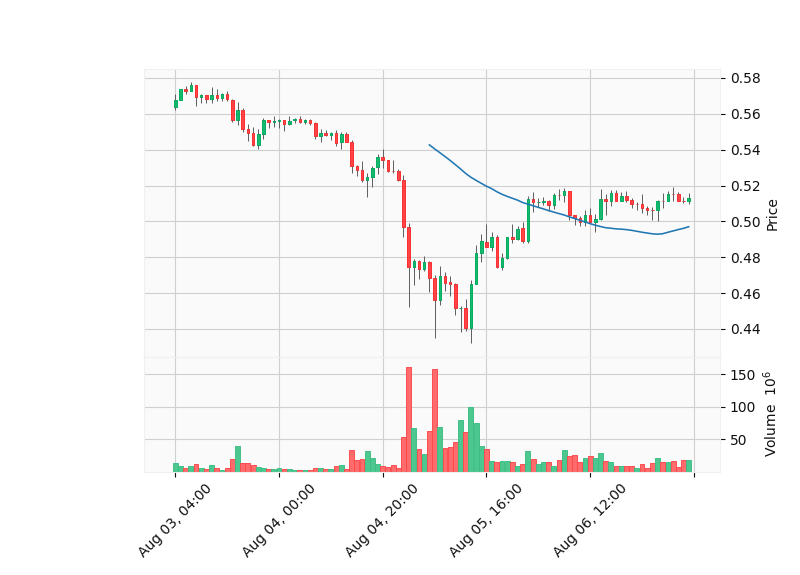 0.58
0.56
0.54
0.52
0.50
0.48
0.46
0.44
Price
150
100
50
Volume 10⁶
Aug 03, 04:00
Aug 04, 00:00
Aug 04, 20:00
Aug 05, 16:00
Aug 06, 12:00